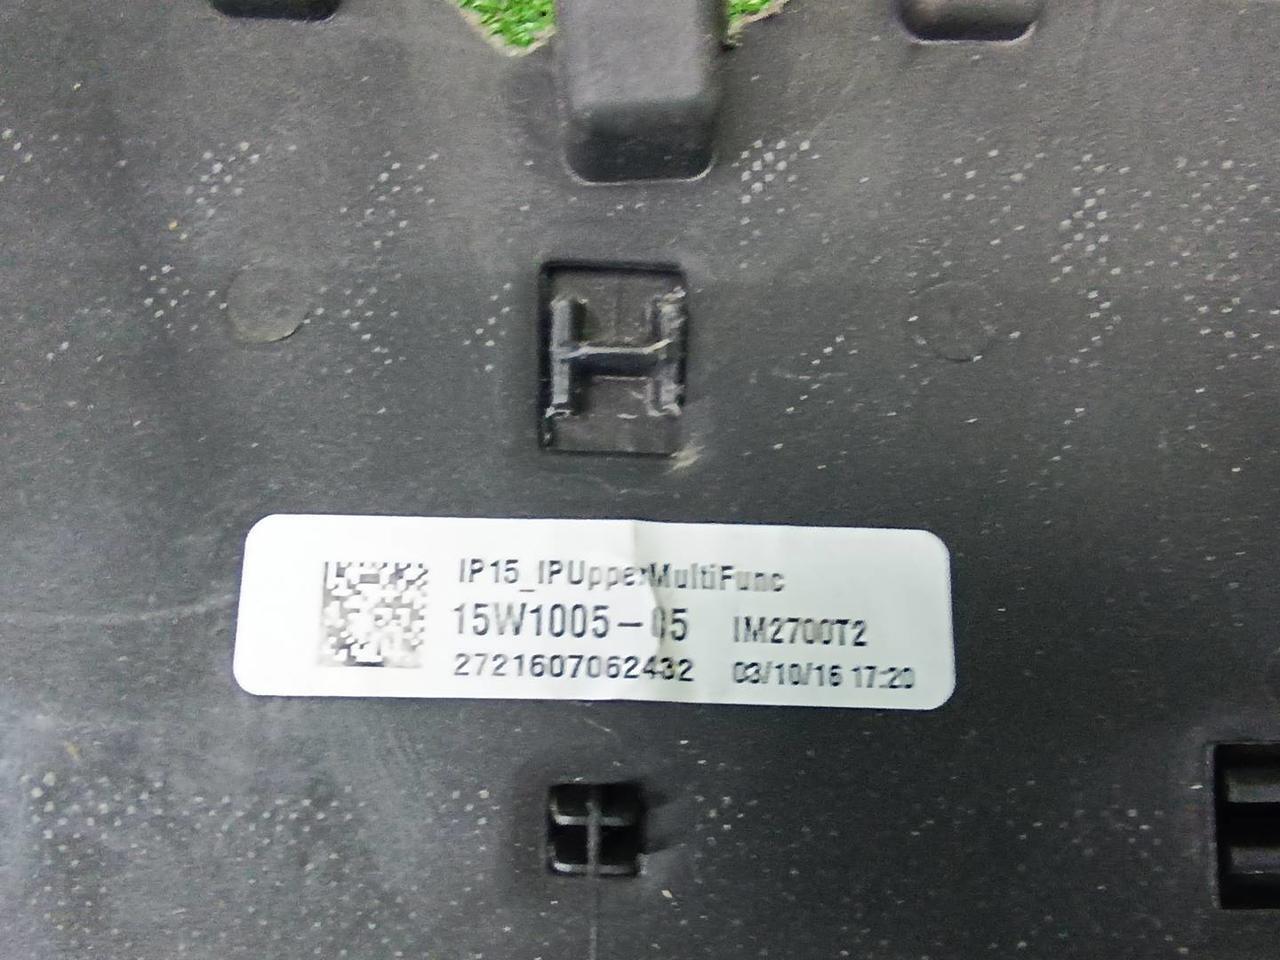 IP15_IPUpperMultiFunc
15W1005-05 IM2700T2
2721607062432 03/10/16 17:20